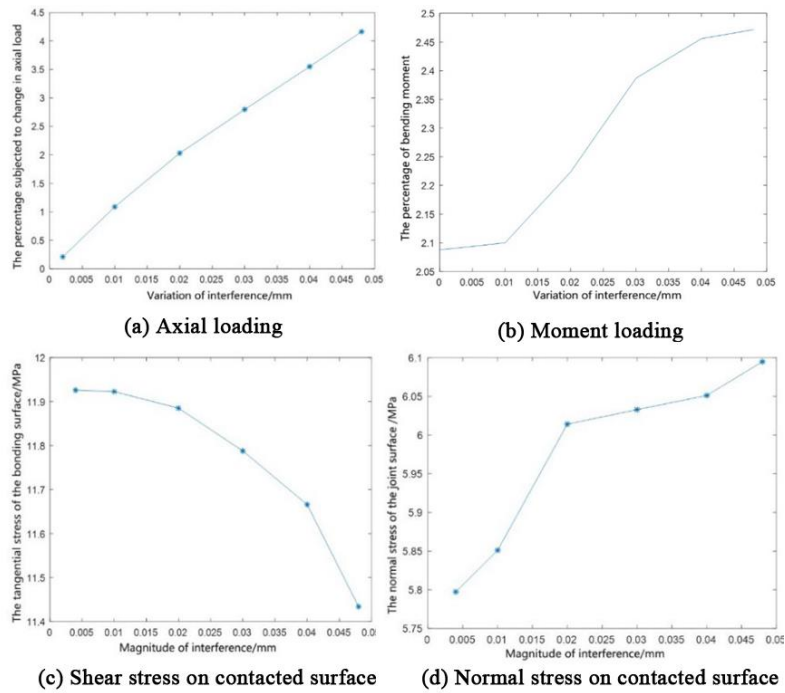 The percentage subjected to change in axial load
4.5
4
3.5
3
2.5
2
1.5
1
0.5
0
0 0.005 0.01 0.015 0.02 0.025 0.03 0.035 0.04 0.045 0.05
Variation of interference/mm
(a) Axial loading
The percentage of bending moment
2.5
2.45
2.4
2.35
2.3
2.25
2.2
2.15
2.1
2.05
0 0.005 0.01 0.015 0.02 0.025 0.03 0.035 0.04 0.045 0.05
Variation of interference/mm
(b) Moment loading
The tangential stress of the bonding surface/MPa
12
11.9
11.8
11.7
11.6
11.5
11.4
0 0.005 0.01 0.015 0.02 0.025 0.03 0.035 0.04 0.045 0.0
Magnitude of interference/mm
(c) Shear stress on contacted surface
The normal stress of the joint surface /MPa
6.1
6.05
6
5.95
5.9
5.85
5.8
5.75
0 0.005 0.01 0.015 0.02 0.025 0.03 0.035 0.04 0.045 0.05
Magnitude of interference/mm
(d) Normal stress on contacted surface